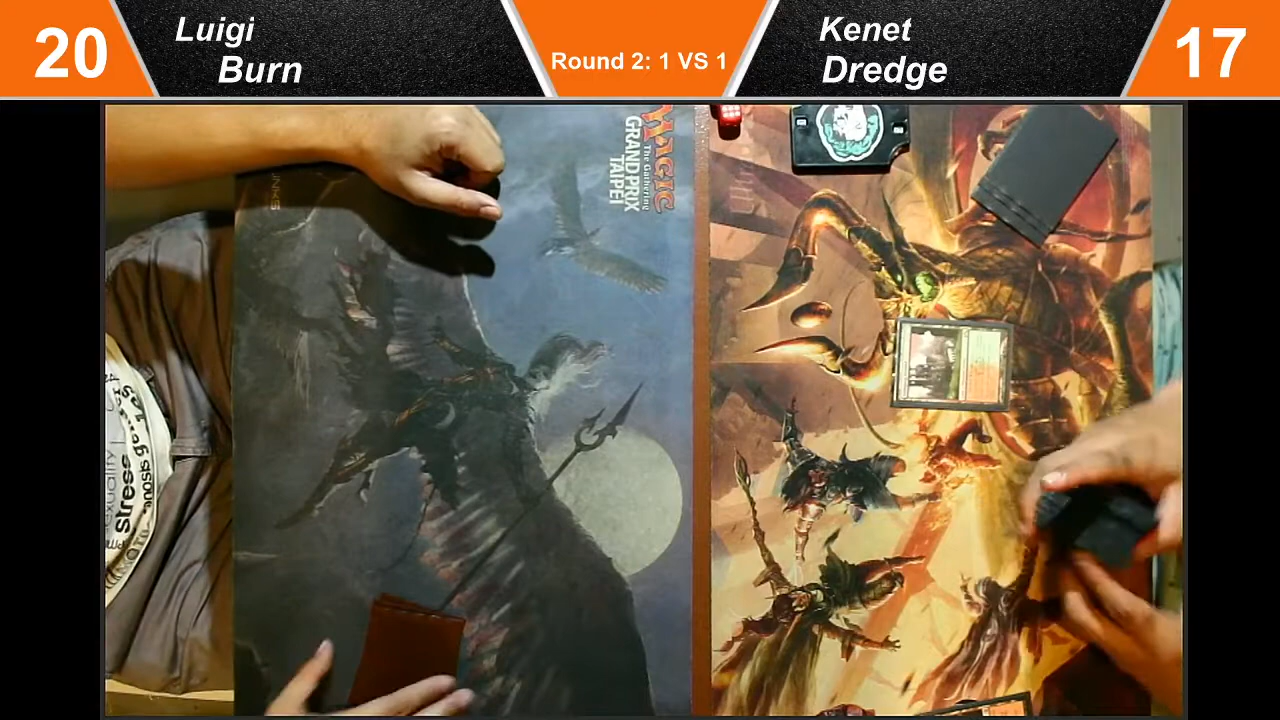 20
Luigi
Burn
Round 2: 1 VS 1
Kenet
Dredge
17
MAGIC
The Gathering
GRAND PRIX
TAIPEI
stress